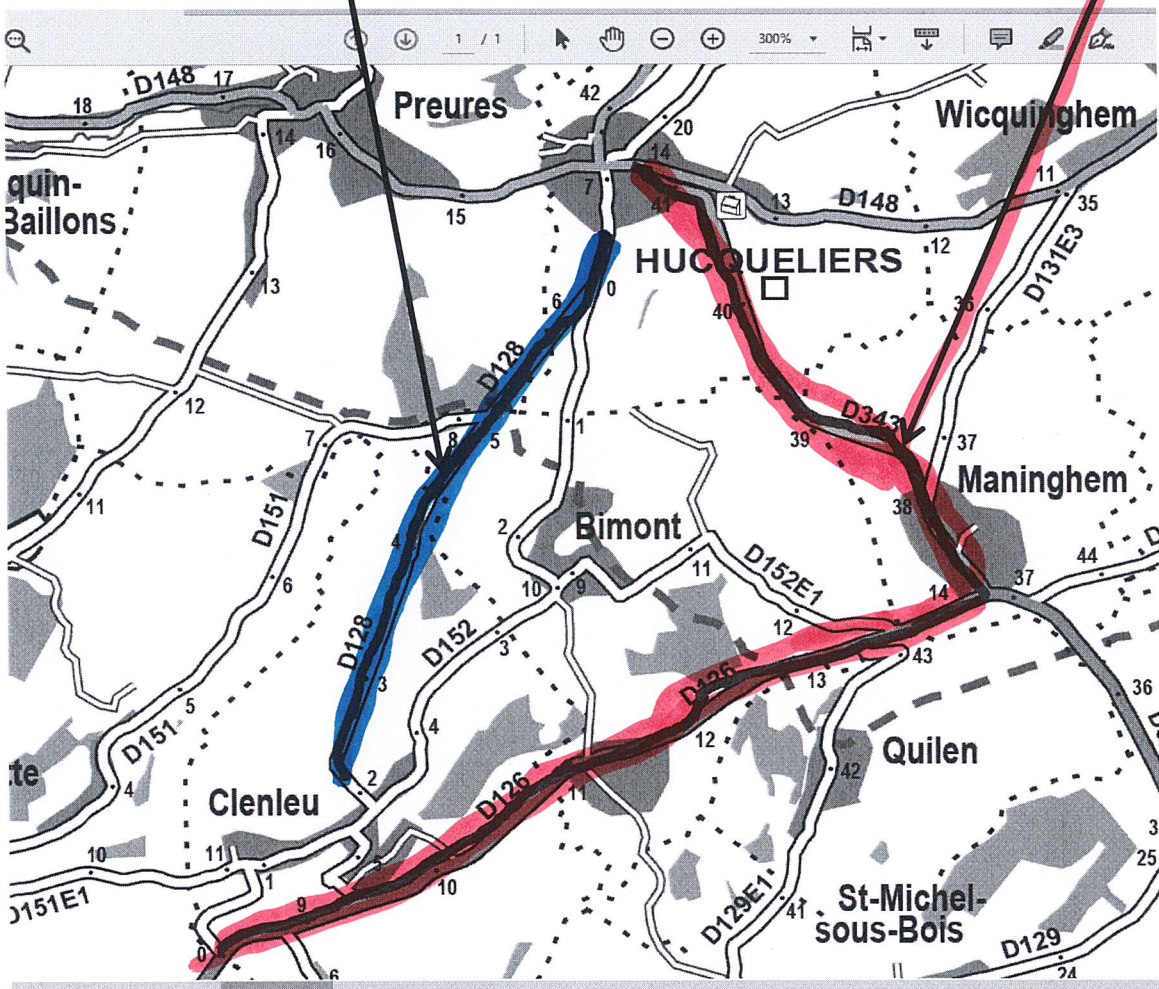 1 / 1
300%
D148
17
18
Preures
42
20
Wicquinghem
14
16
14
7
41
11
35
quin-
Baillons
15
13
D148
12
HUCQUELIERS
D131E3
13
6
0
36
40
D128
12
7
8
5
1
D343
39
37
Maninghem
11
D151
4
2
Bimont
38
10
9
11
44
D
6
D152E1
14
37
D128
D152
3
12
43
3
13
36
5
D126
D151
4
12
te
4
2
Clenleu
Quilen
42
D126
11
3
25
10
11
1
10
D151E1
9
D129E1
41
St-Michel-
sous-Bois
0
D129
6
24